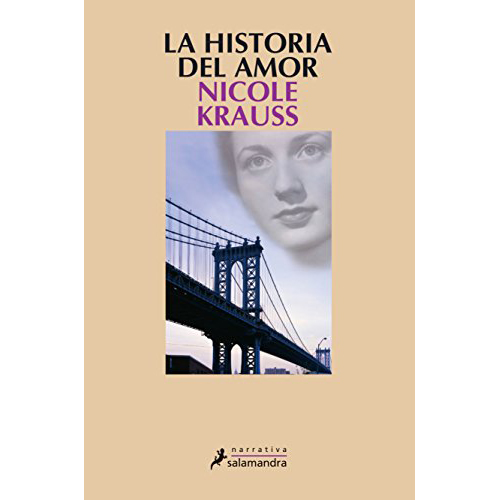 LA HISTORIA
DEL AMOR
NICOLE
KRAUSS
narrativa
salamandra